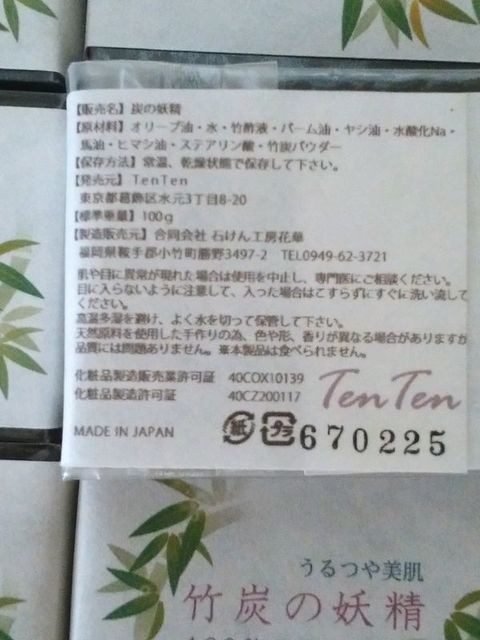 【販売名】炭の妖精
【原材料】オリーブ油・水・竹酢液・パーム油・ヤシ油・水酸化Na・
馬油・ヒマシ油・ステアリン酸・竹炭パウダー
【保存方法】常温、乾燥状態で保存して下さい。
【発売元】TenTen
東京都葛飾区水元3丁目8-20
【標準重量】100g
【製造販売元】合同会社 石けん工房花華
福岡県鞍手郡小竹町勝野3497-2 TEL0949-62-3721
肌や目に異常が現れた場合は使用を中止し、専門医にご相談ください。
目に入らないように注意して、入った場合はこすらずにすぐに洗い流して
ください。
高温多湿を避け、よく水を切って保管して下さい。
天然原料を使用した手作りの為、色や形、香りが異なる場合がありますが
品質には問題ありません。※本製品は食べられません。
化粧品製造販売業許可証 40COX10139
化粧品製造許可証 40CZ200117
TenTen
MADE IN JAPAN 紙 プラ 670225
うるつや美肌
竹炭の妖精